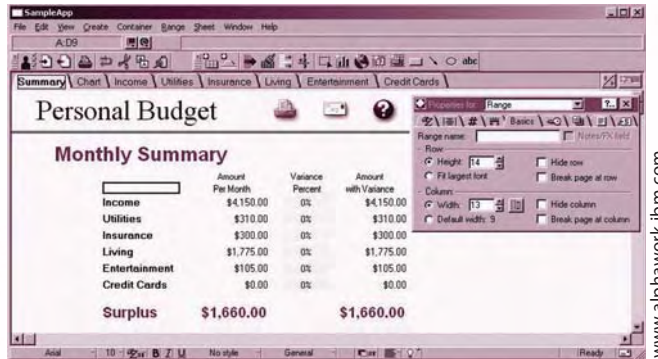 SampleApp
File Edit View Create Container Range Sheet Window Help
A:D9
abc
Summary Chart Income Utilities Insurance Living Entertainment Credit Cards
Personal Budget
Monthly Summary
Amount Per Month Variance Percent Amount with Variance
Income $4,150.00 0% $4,150.00
Utilities $310.00 0% $310.00
Insurance $300.00 0% $300.00
Living $1,775.00 0% $1,775.00
Entertainment $105.00 0% $105.00
Credit Cards $0.00 0% $0.00
Surplus $1,660.00 $1,660.00
Properties for: Range
Basics
Range name: Notes/FX field
Row:
Height: 14 Hide row
Fit largest font Break page at row
Column:
Width: 13 Hide column
Default width: 9 Break page at column
Arial 10 B I U No style General Ready
www.alphawork.ibm.com